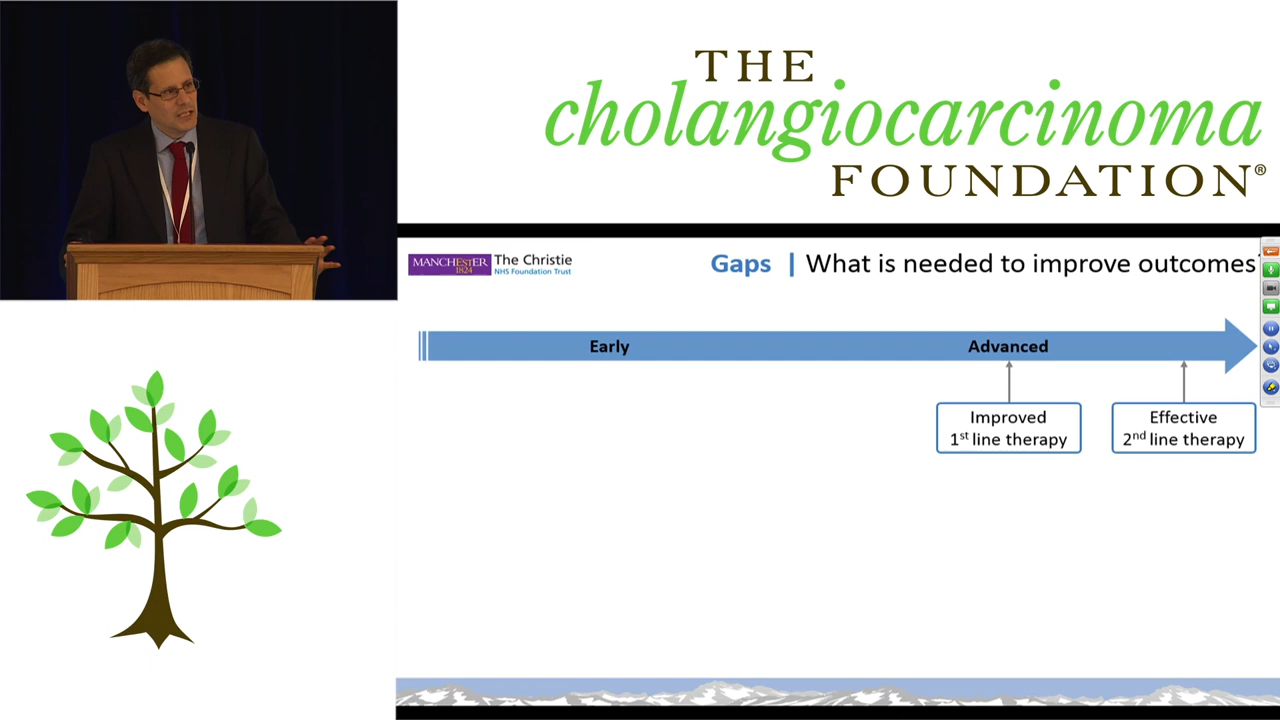 THE
cholangiocarcinoma
FOUNDATION®
MANCHESTER
1824
The Christie
NHS Foundation Trust
Gaps | What is needed to improve outcomes
Early
Advanced
Improved
1st line therapy
Effective
2nd line therapy